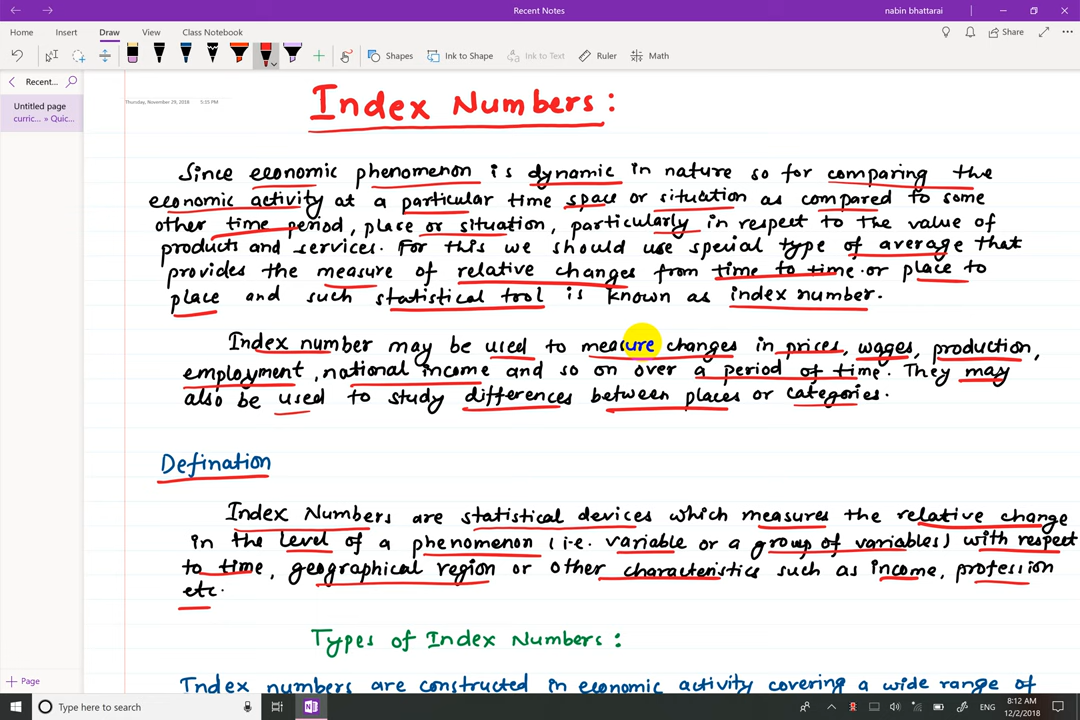 Recent Notes
nabin bhattarai
Home Insert Draw View Class Notebook
Share
Shapes Ink to Shape Ink to Text Ruler Math
Recent...
Untitled page
curric... » Quic...
Thursday, November 29, 2018 5:35 PM
Index Numbers:
Since economic phenomenon is dynamic in nature so for comparing the
economic activity at a particular time space or situation as compared to some
other time period, place or situation, particularly in respect to the value of
products and services. For this we should use special type of average that
provides the measure of relative changes from time to time or place to
place and such statistical tool is known as index number.
Index number may be used to measure changes in prices, wages, production,
employment, national income and so on over a period of time. They may
also be used to study differences between places or categories.
Defination
Index Numbers are statistical devices which measures the relative change
in the level of a phenomenon (i.e. variable or a group of variables) with respect
to time, geographical region or other characteristics such as income, profession
etc.
Types of Index Numbers:
Index numbers are constructed in economic activity covering a wide range of
Page
Type here to search
ENG
8:12 AM
12/2/2018